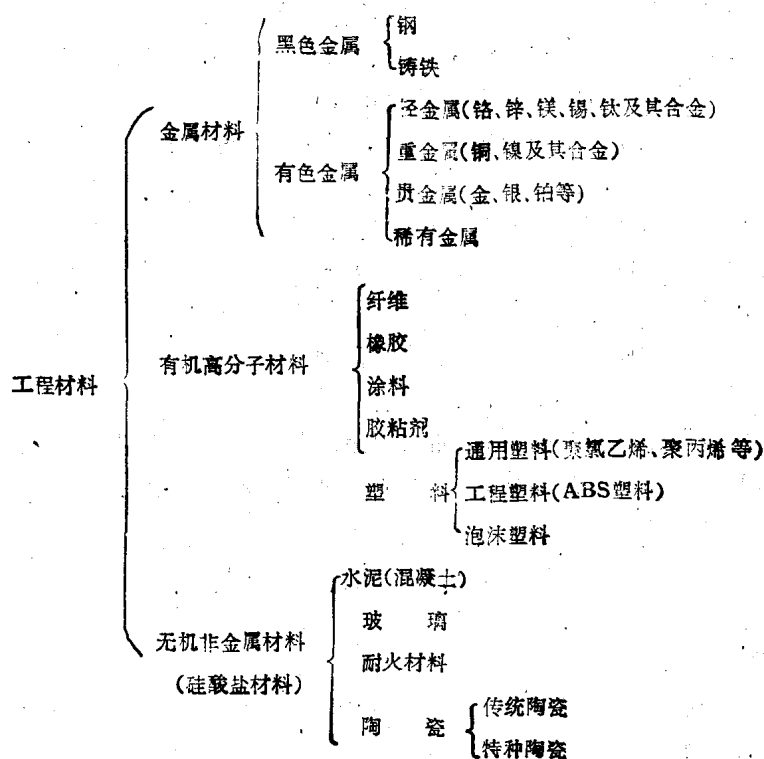 黑色金属
钢
铸铁
金属材料
有色金属
轻金属(铬、锌、镁、锡、钛及其合金)
重金属(铜、镍及其合金)
贵金属(金、银、铂等)
稀有金属
工程材料
有机高分子材料
纤维
橡胶
涂料
胶粘剂
塑 料
通用塑料(聚氯乙烯、聚丙烯等)
工程塑料(ABS塑料)
泡沫塑料
无机非金属材料
(硅酸盐材料)
水泥(混凝土)
玻 璃
耐火材料
陶 瓷
传统陶瓷
特种陶瓷